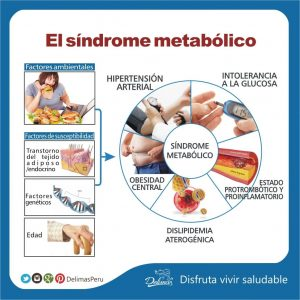 El síndrome metabólico
Factores ambientales
Factores de susceptibilidad
Transtorno
del tejido
adiposo
/endocrino
Factores
genéticos
Edad
HIPERTENSIÓN
ARTERIAL
INTOLERANCIA
A LA GLUCOSA
SÍNDROME
METABÓLICO
OBESIDAD
CENTRAL
ESTADO
PROTROMBÓTICO Y
PROINFLAMATORIO
DISLIPIDEMIA
ATEROGÉNICA
DelimasPeru
Delimas
Disfruta vivir saludable